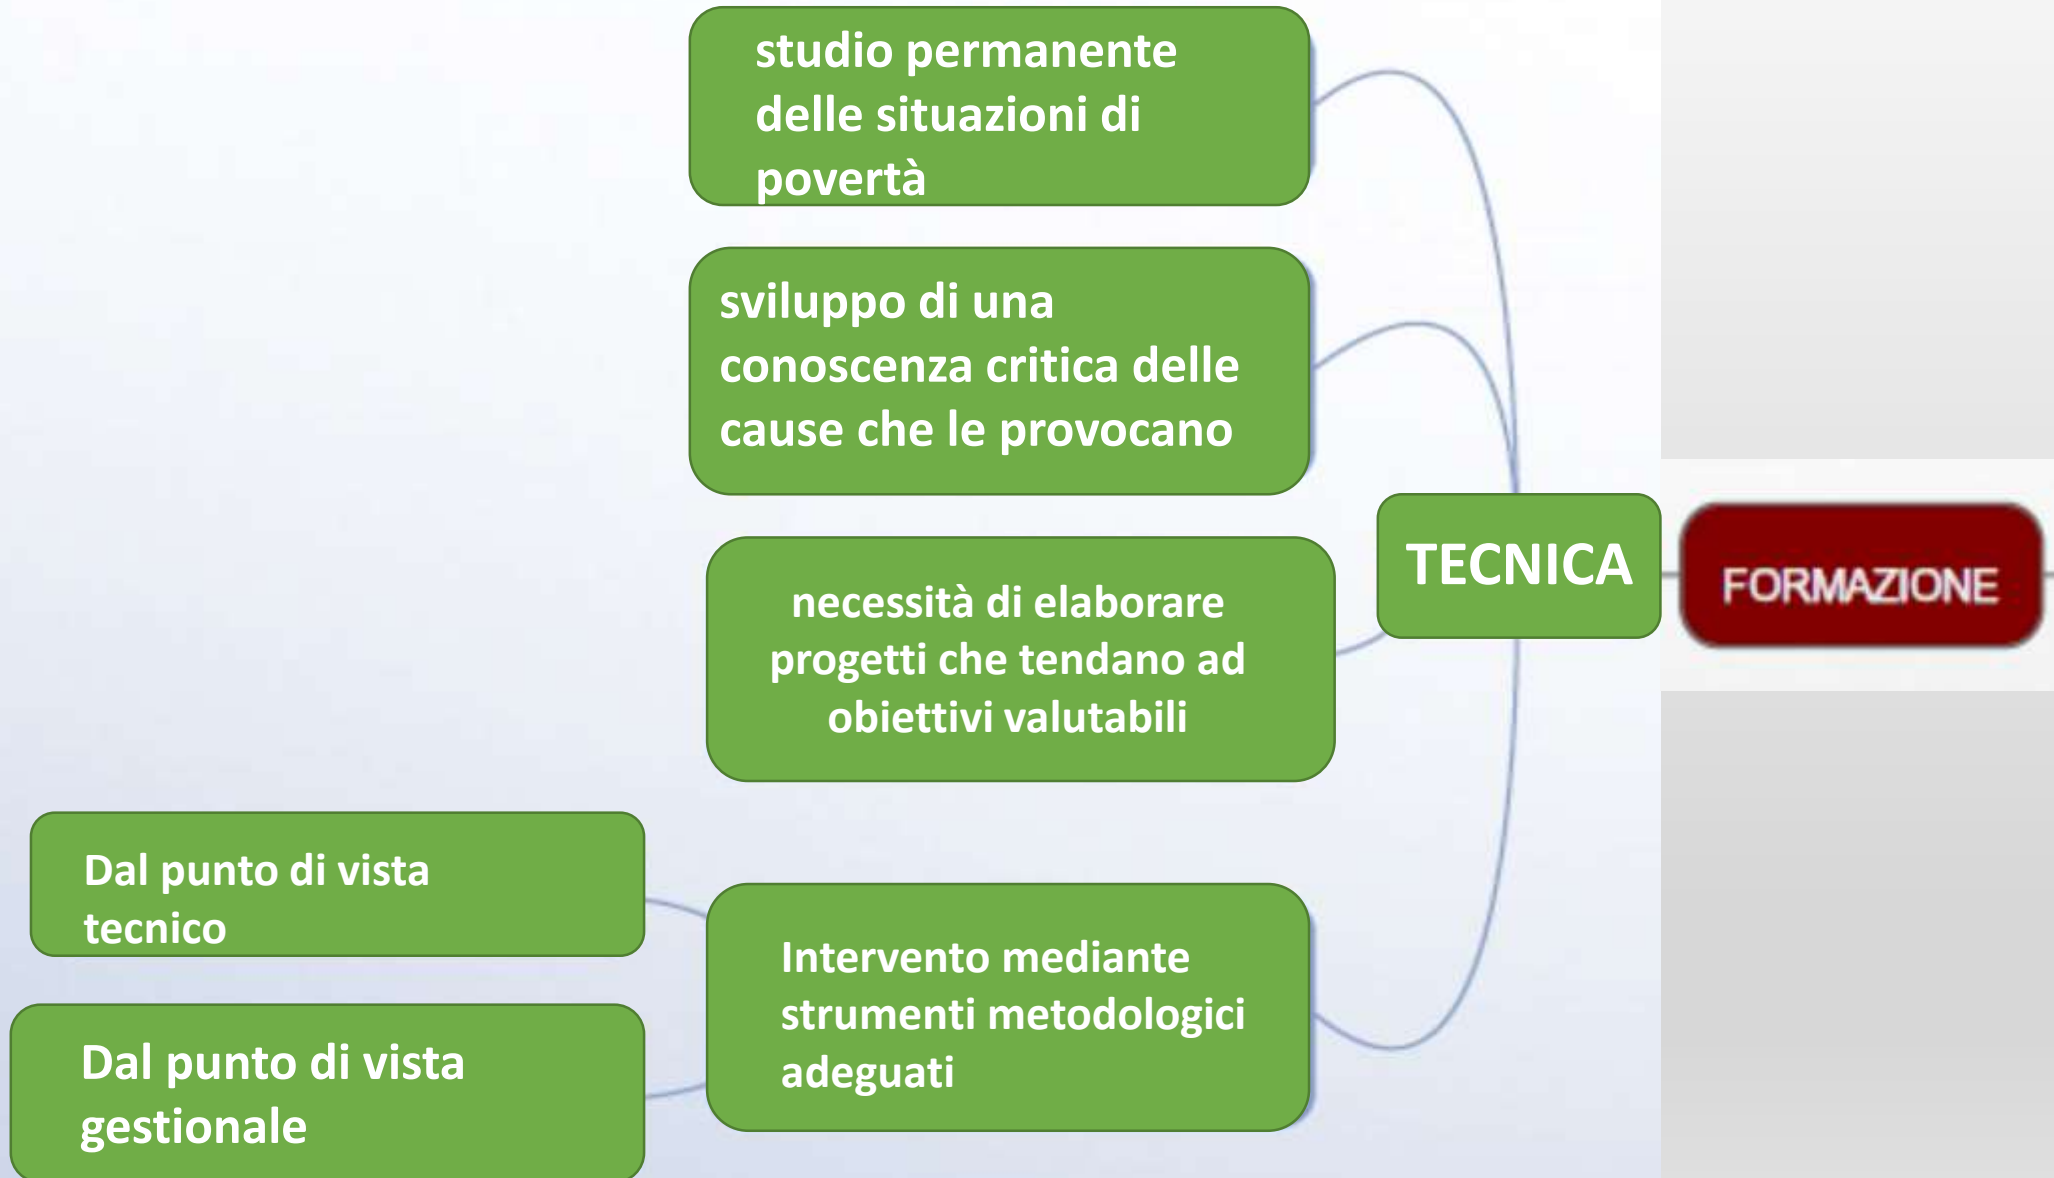 studio permanente
delle situazioni di
povertà
sviluppo di una
conoscenza critica delle
cause che le provocano
TECNICA
FORMAZIONE
necessità di elaborare
progetti che tendano ad
obiettivi valutabili
Dal punto di vista
tecnico
Intervento mediante
strumenti metodologici
adeguati
Dal punto di vista
gestionale